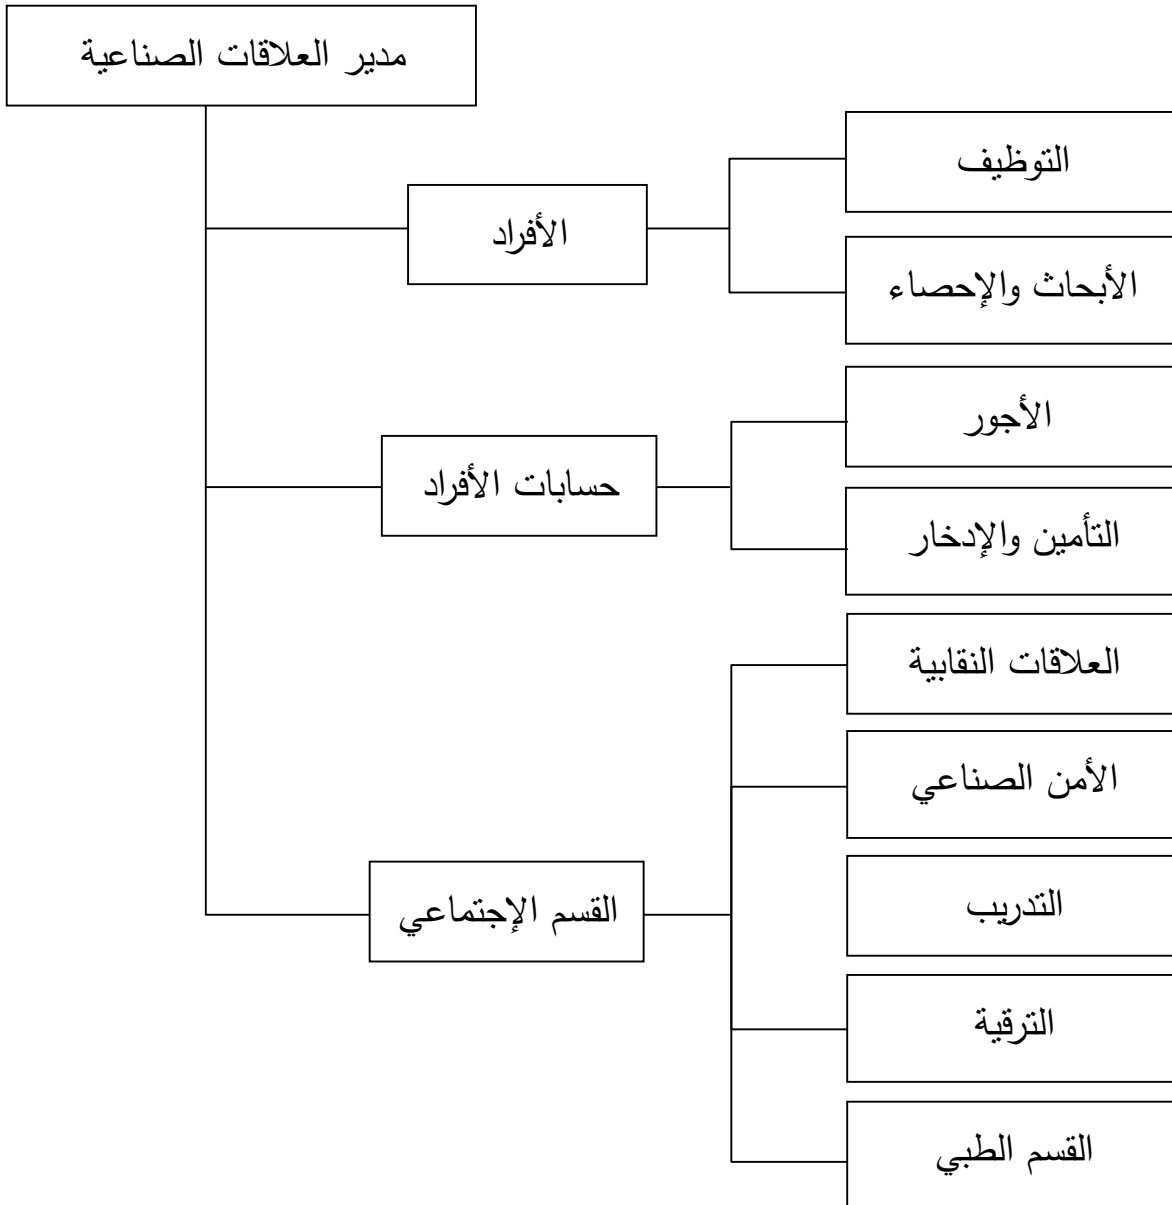 مدير العلاقات الصناعية
الأفراد
التوظيف
الأبحاث والإحصاء
حسابات الأفراد
الأجور
التأمين والإدخار
القسم الإجتماعي
العلاقات النقابية
الأمن الصناعي
التدريب
الترقية
القسم الطبي